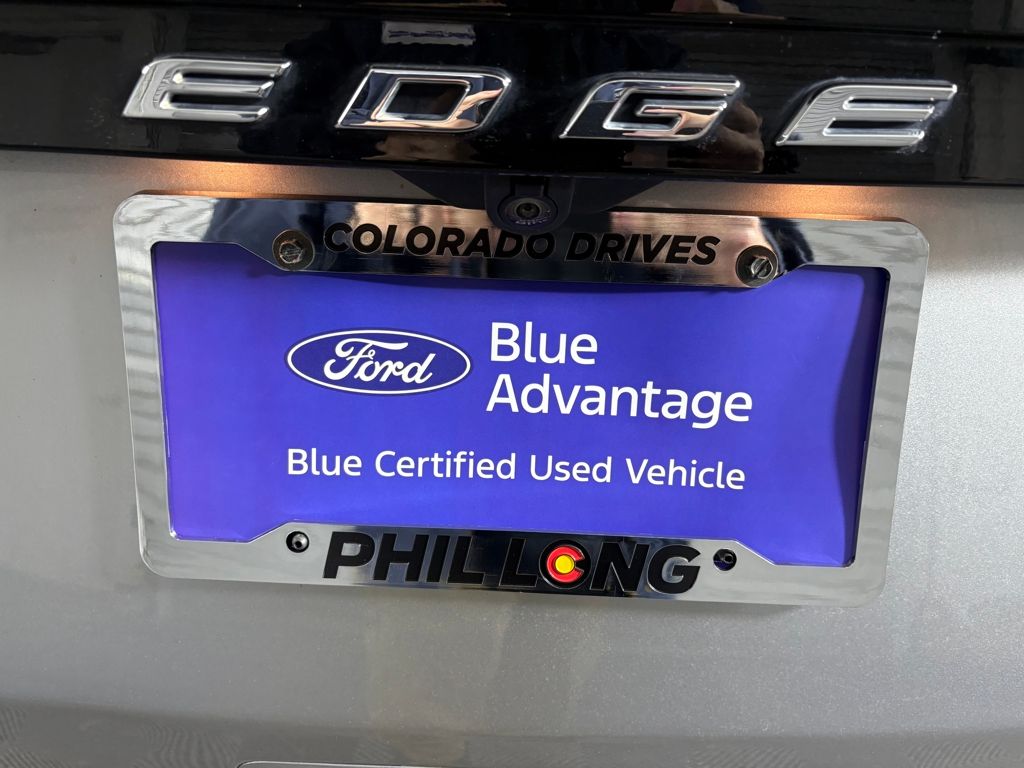 EDGE
COLORADO DRIVES
Ford
Blue
Advantage
Blue Certified Used Vehicle
PHIL LONG